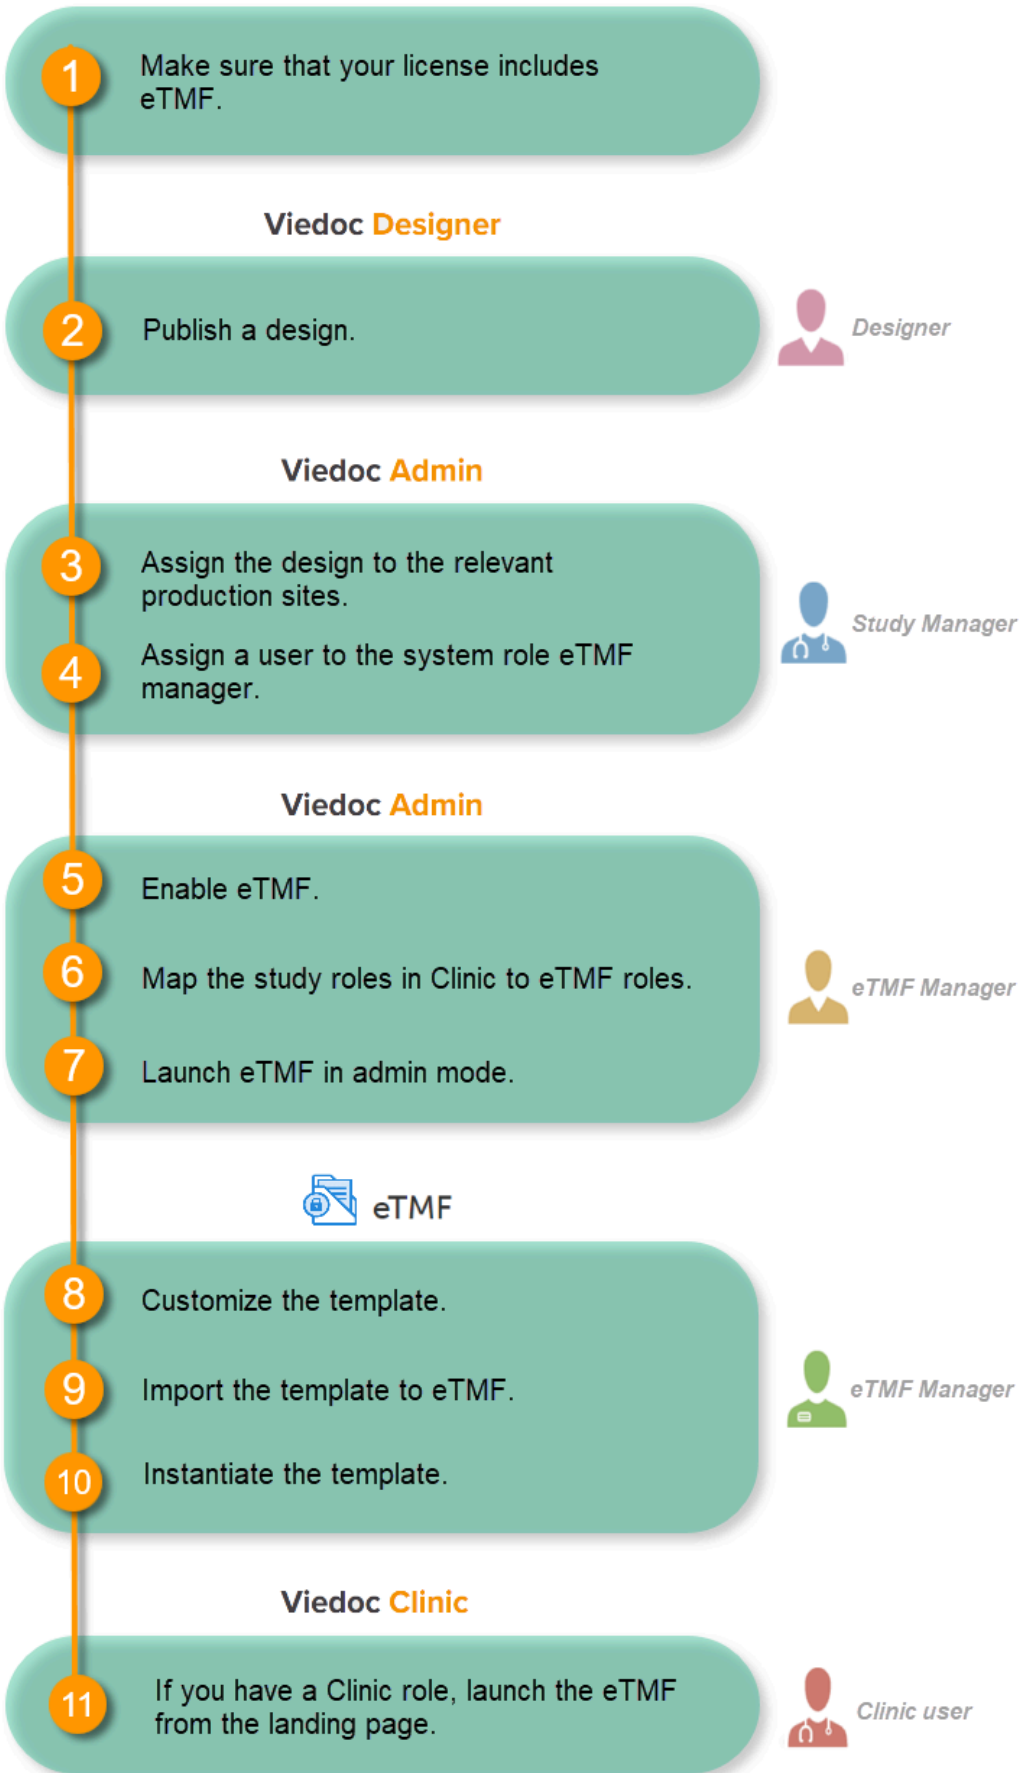 1
Make sure that your license includes
eTMF.
Viedoc Designer
2
Publish a design.
Designer
Viedoc Admin
3
Assign the design to the relevant
production sites.
Study Manager
4
Assign a user to the system role eTMF
manager.
Viedoc Admin
5
Enable eTMF.
6
Map the study roles in Clinic to eTMF roles.
eTMF Manager
7
Launch eTMF in admin mode.
eTMF
8
Customize the template.
9
Import the template to eTMF.
eTMF Manager
10
Instantiate the template.
Viedoc Clinic
11
If you have a Clinic role, launch the eTMF
from the landing page.
Clinic user